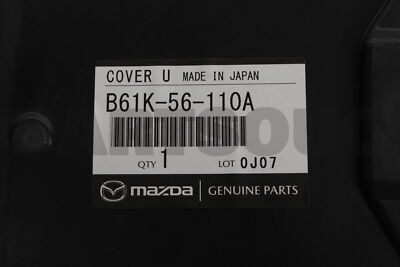 COVER U MADE IN JAPAN
B61K-56-110A
QTY 1 LOT 0J07
mazda GENUINE PARTS